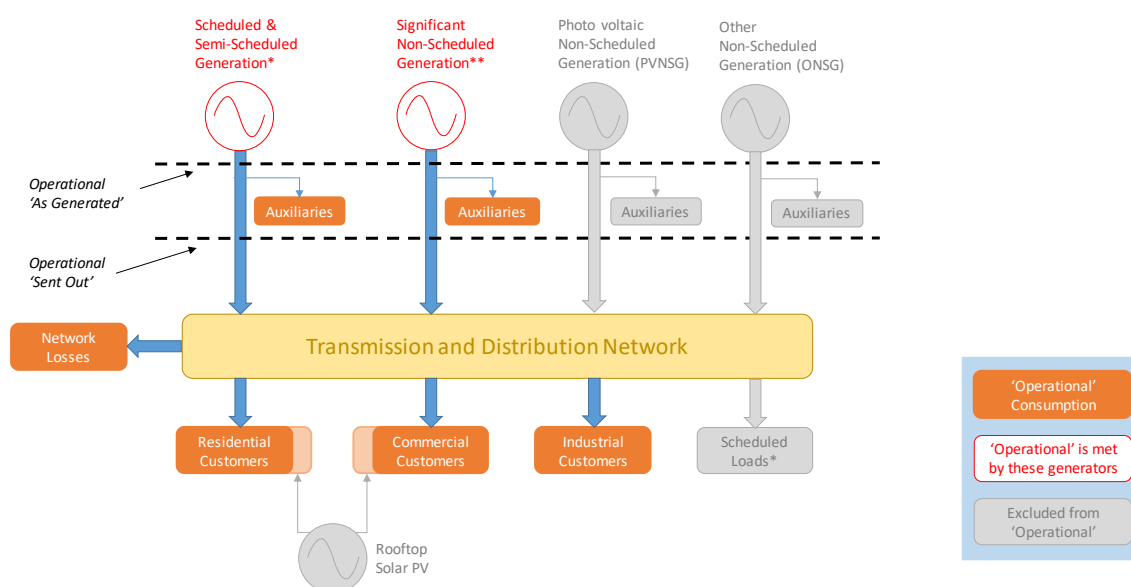 Scheduled &
Semi-Scheduled
Generation*
Significant
Non-Scheduled
Generation**
Photo voltaic
Non-Scheduled
Generation (PVNSG)
Other
Non-Scheduled
Generation (ONSG)
Operational
'As Generated'
Auxiliaries
Auxiliaries
Auxiliaries
Auxiliaries
Operational
'Sent Out'
Network
Losses
Transmission and Distribution Network
Residential
Customers
Commercial
Customers
Industrial
Customers
Scheduled
Loads*
Rooftop
Solar PV
'Operational'
Consumption
'Operational' is met
by these generators
Excluded from
'Operational'